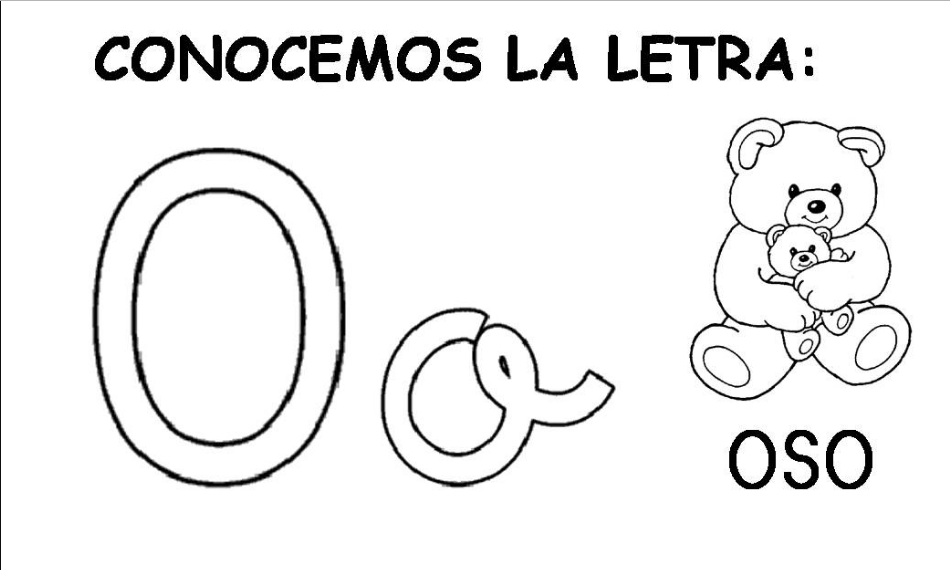 CONOCEMOS LA LETRA:
O o
OSO